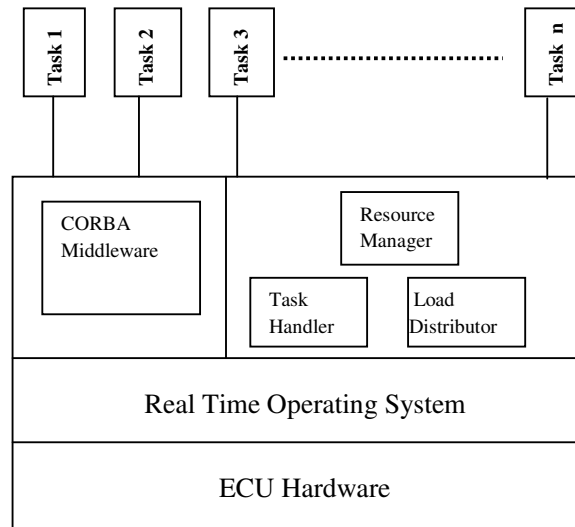 Task 1
Task 2
Task 3
Task n
CORBA
Middleware
Resource
Manager
Task
Handler
Load
Distributor
Real Time Operating System
ECU Hardware